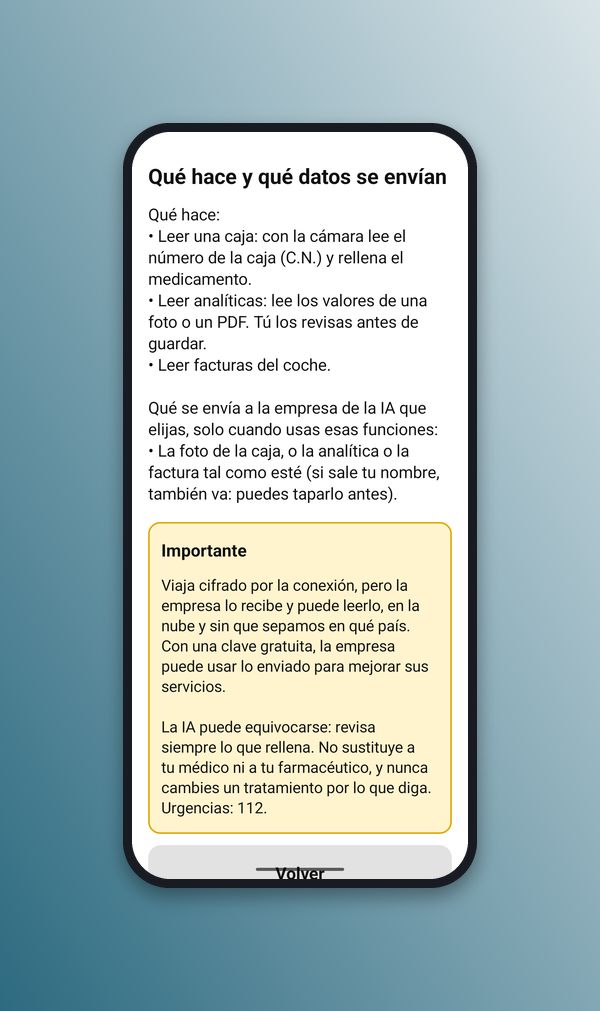 Qué hace y qué datos se envían
Qué hace:
• Leer una caja: con la cámara lee el
número de la caja (C.N.) y rellena el
medicamento.
• Leer analíticas: lee los valores de una
foto o un PDF. Tú los revisas antes de
guardar.
• Leer facturas del coche.
Qué se envía a la empresa de la IA que
elijas, solo cuando usas esas funciones:
• La foto de la caja, o la analítica o la
factura tal como esté (si sale tu nombre,
también va: puedes taparlo antes).
Importante
Viaja cifrado por la conexión, pero la
empresa lo recibe y puede leerlo, en la
nube y sin que sepamos en qué país.
Con una clave gratuita, la empresa
puede usar lo enviado para mejorar sus
servicios.
La IA puede equivocarse: revisa
siempre lo que rellena. No sustituye a
tu médico ni a tu farmacéutico, y nunca
cambies un tratamiento por lo que diga.
Urgencias: 112.
Volver